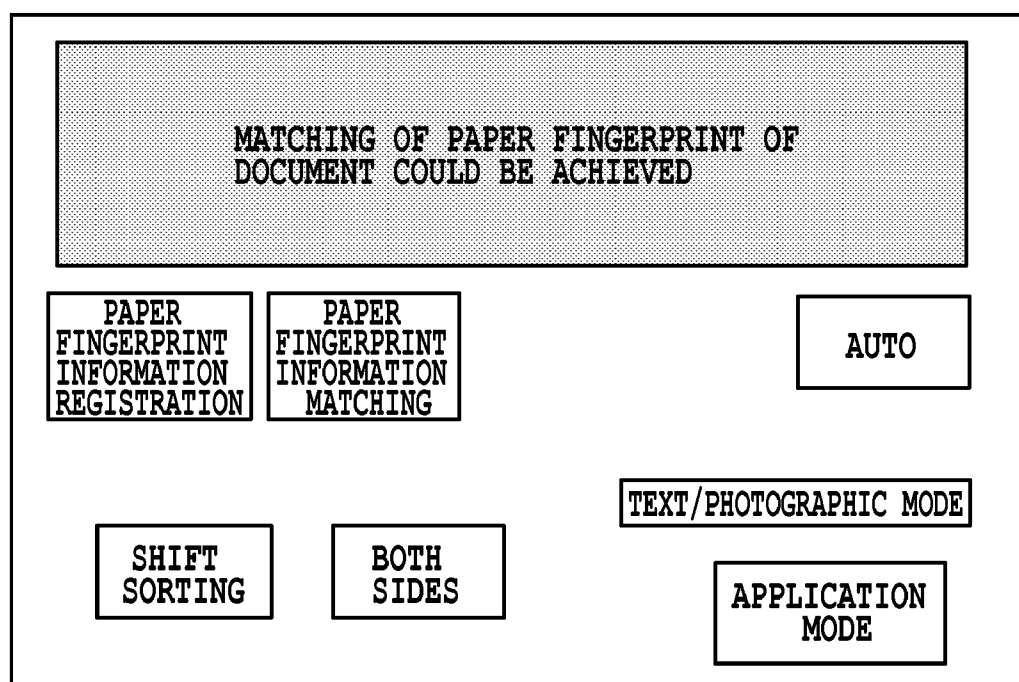 MATCHING OF PAPER FINGERPRINT OF
DOCUMENT COULD BE ACHIEVED
PAPER
FINGERPRINT
INFORMATION
REGISTRATION
PAPER
FINGERPRINT
INFORMATION
MATCHING
AUTO
TEXT/PHOTOGRAPHIC MODE
SHIFT
SORTING
BOTH
SIDES
APPLICATION
MODE